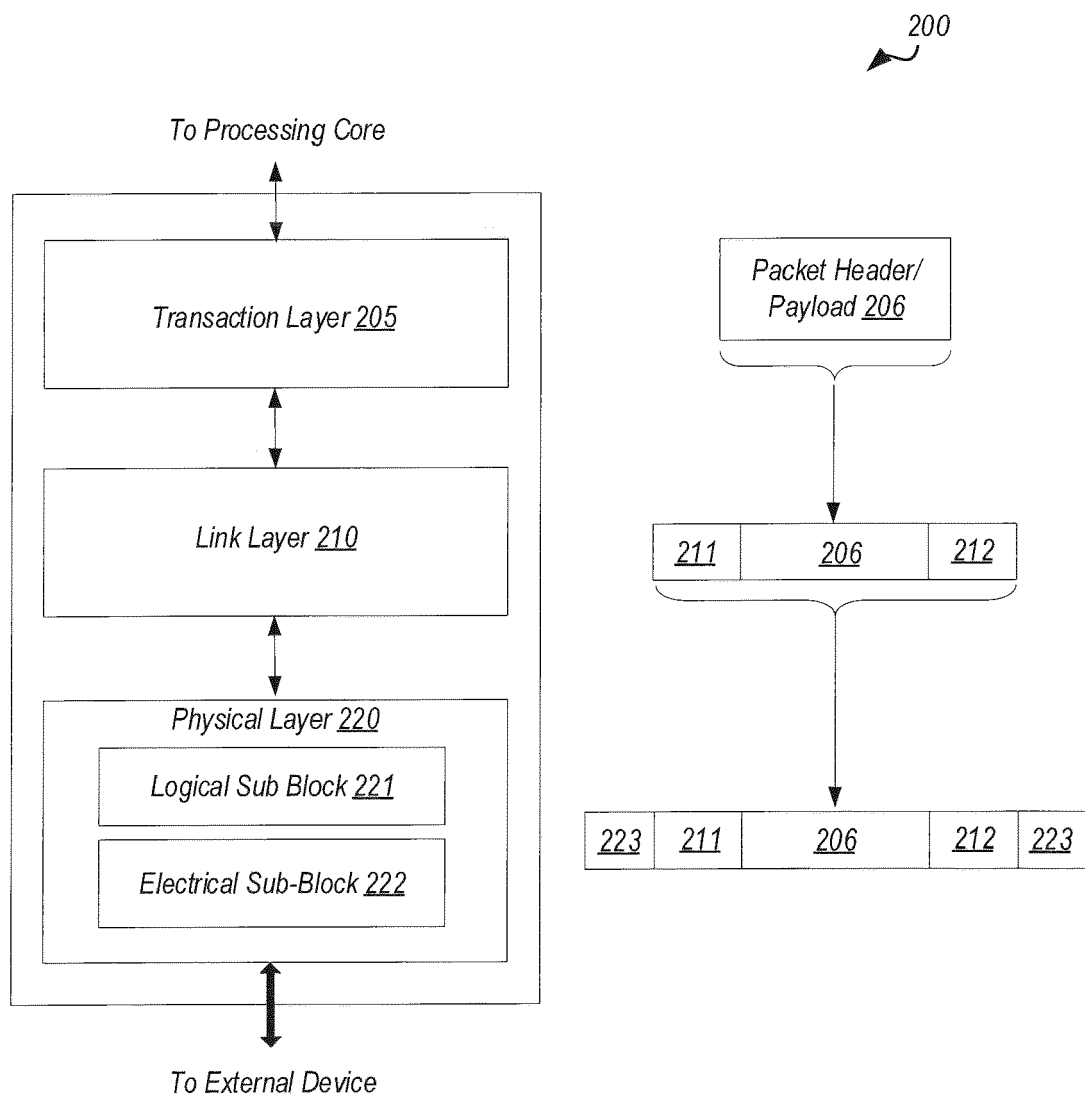 200
To Processing Core
Transaction Layer 205
Packet Header/
Payload 206
Link Layer 210
211 206 212
Physical Layer 220
Logical Sub Block 221
Electrical Sub-Block 222
223 211 206 212 223
To External Device